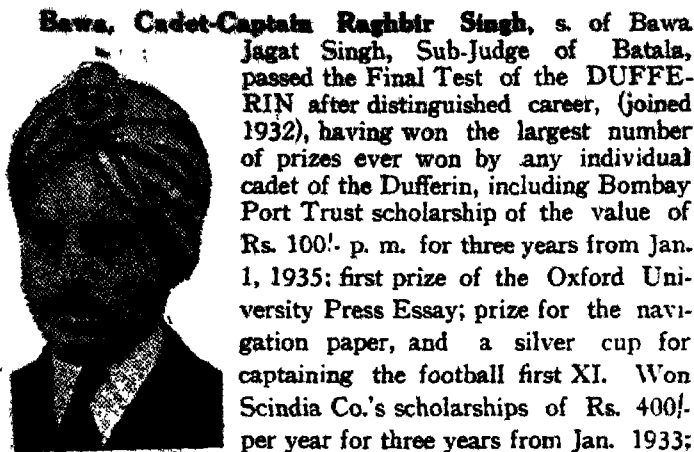 Bawa, Cadet-Captain Raghbir Singh, s. of Bawa
Jagat Singh, Sub-Judge of Batala,
passed the Final Test of the DUFFE-
RIN after distinguished career, (joined
1932), having won the largest number
of prizes ever won by any individual
cadet of the Dufferin, including Bombay
Port Trust scholarship of the value of
Rs. 100/- p. m. for three years from Jan.
1, 1935: first prize of the Oxford Uni-
versity Press Essay; prize for the navi-
gation paper, and a silver cup for
captaining the football first XI. Won
Scindia Co.'s scholarships of Rs. 400/-
per year for three years from Jan. 1933;